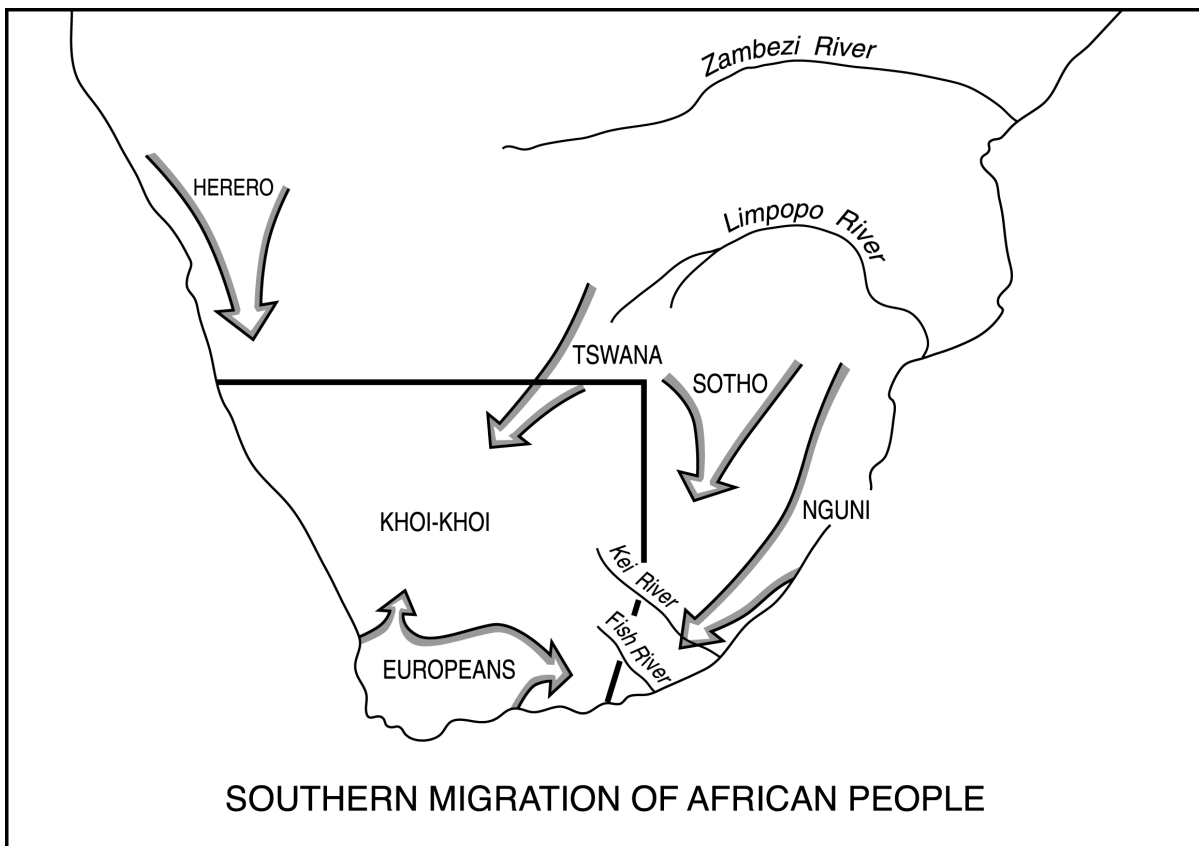 Zambezi River
HERERO
Limpopo River
TSWANA
SOTHO
NGUNI
KHOI-KHOI
Kei River
Fish River
EUROPEANS
SOUTHERN MIGRATION OF AFRICAN PEOPLE